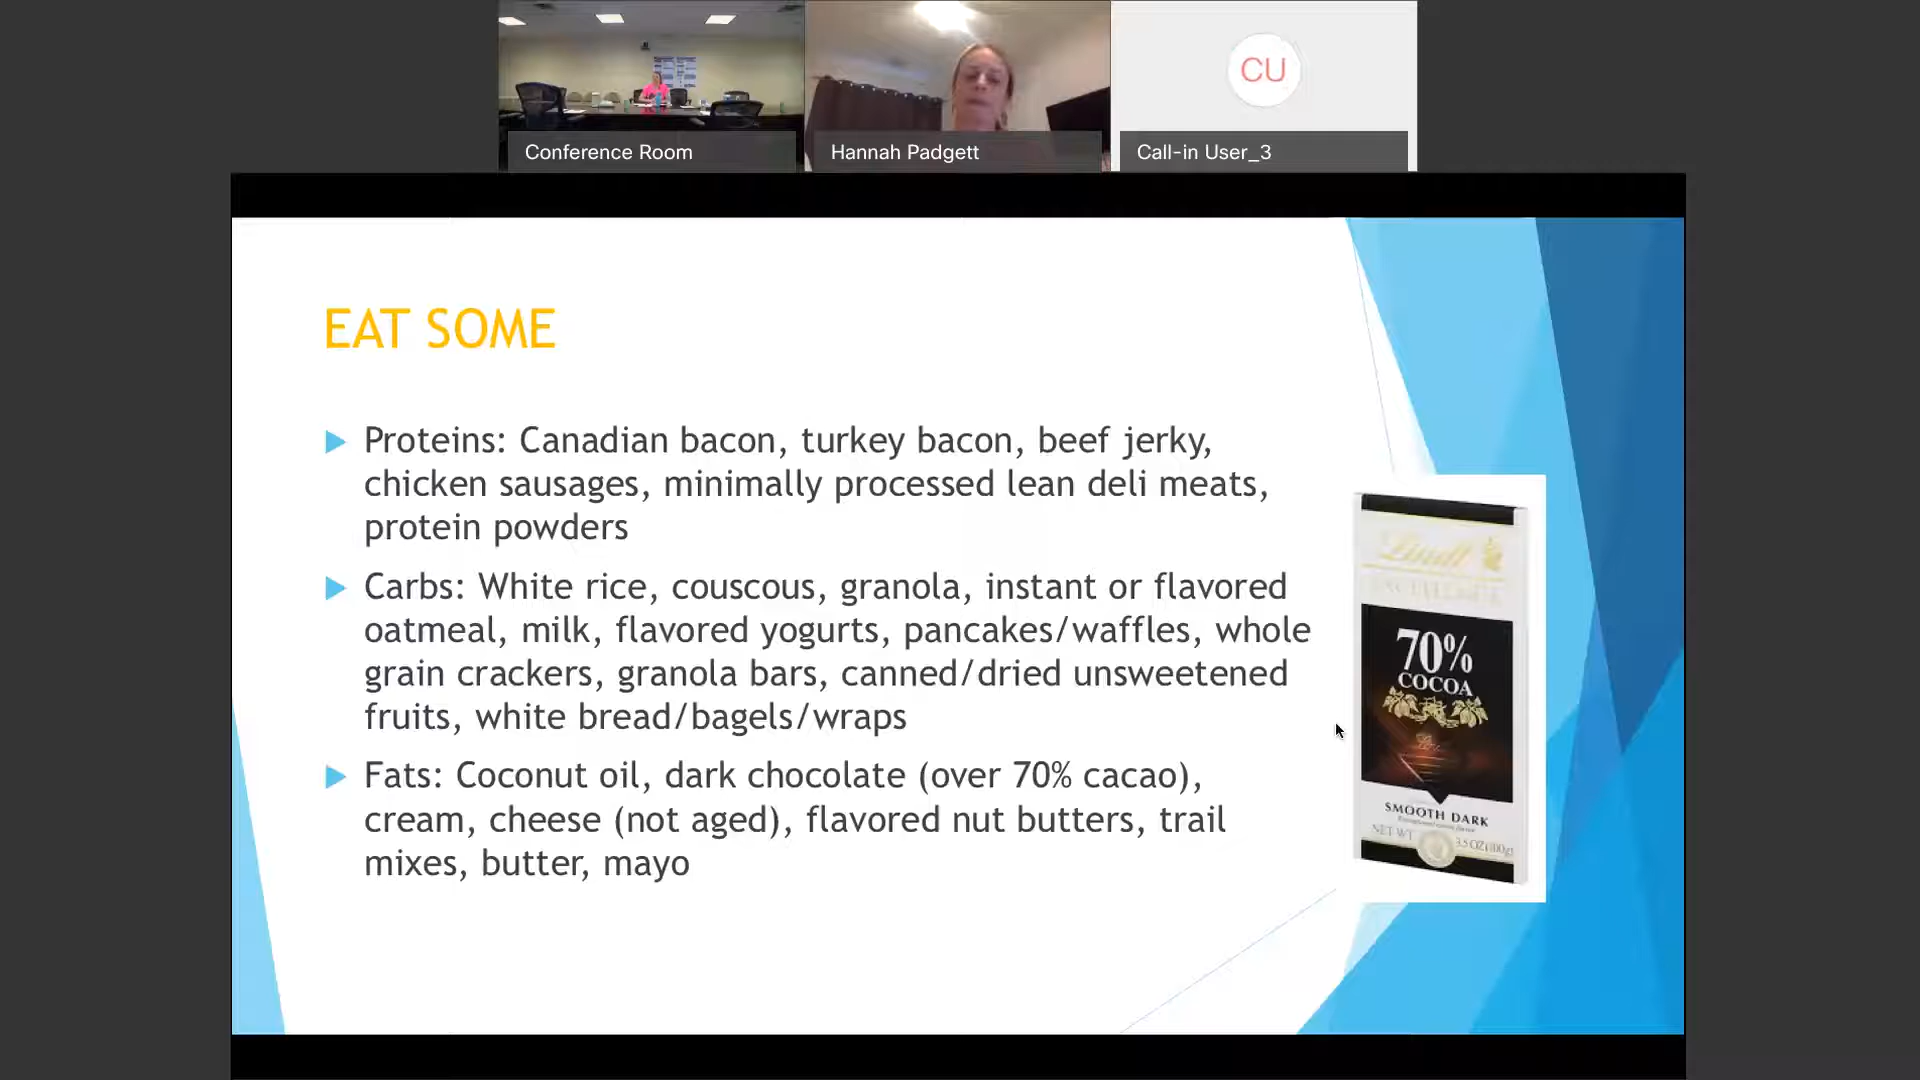 Conference Room
Hannah Padgett
CU
Call-in User_3
EAT SOME
Proteins: Canadian bacon, turkey bacon, beef jerky,
chicken sausages, minimally processed lean deli meats,
protein powders
Carbs: White rice, couscous, granola, instant or flavored
oatmeal, milk, flavored yogurts, pancakes/waffles, whole
grain crackers, granola bars, canned/dried unsweetened
fruits, white bread/bagels/wraps
Fats: Coconut oil, dark chocolate (over 70% cacao),
cream, cheese (not aged), flavored nut butters, trail
mixes, butter, mayo
Lindt
EXCELLENCE
70%
COCOA
SMOOTH DARK
NET WT
3.5 OZ (100g)